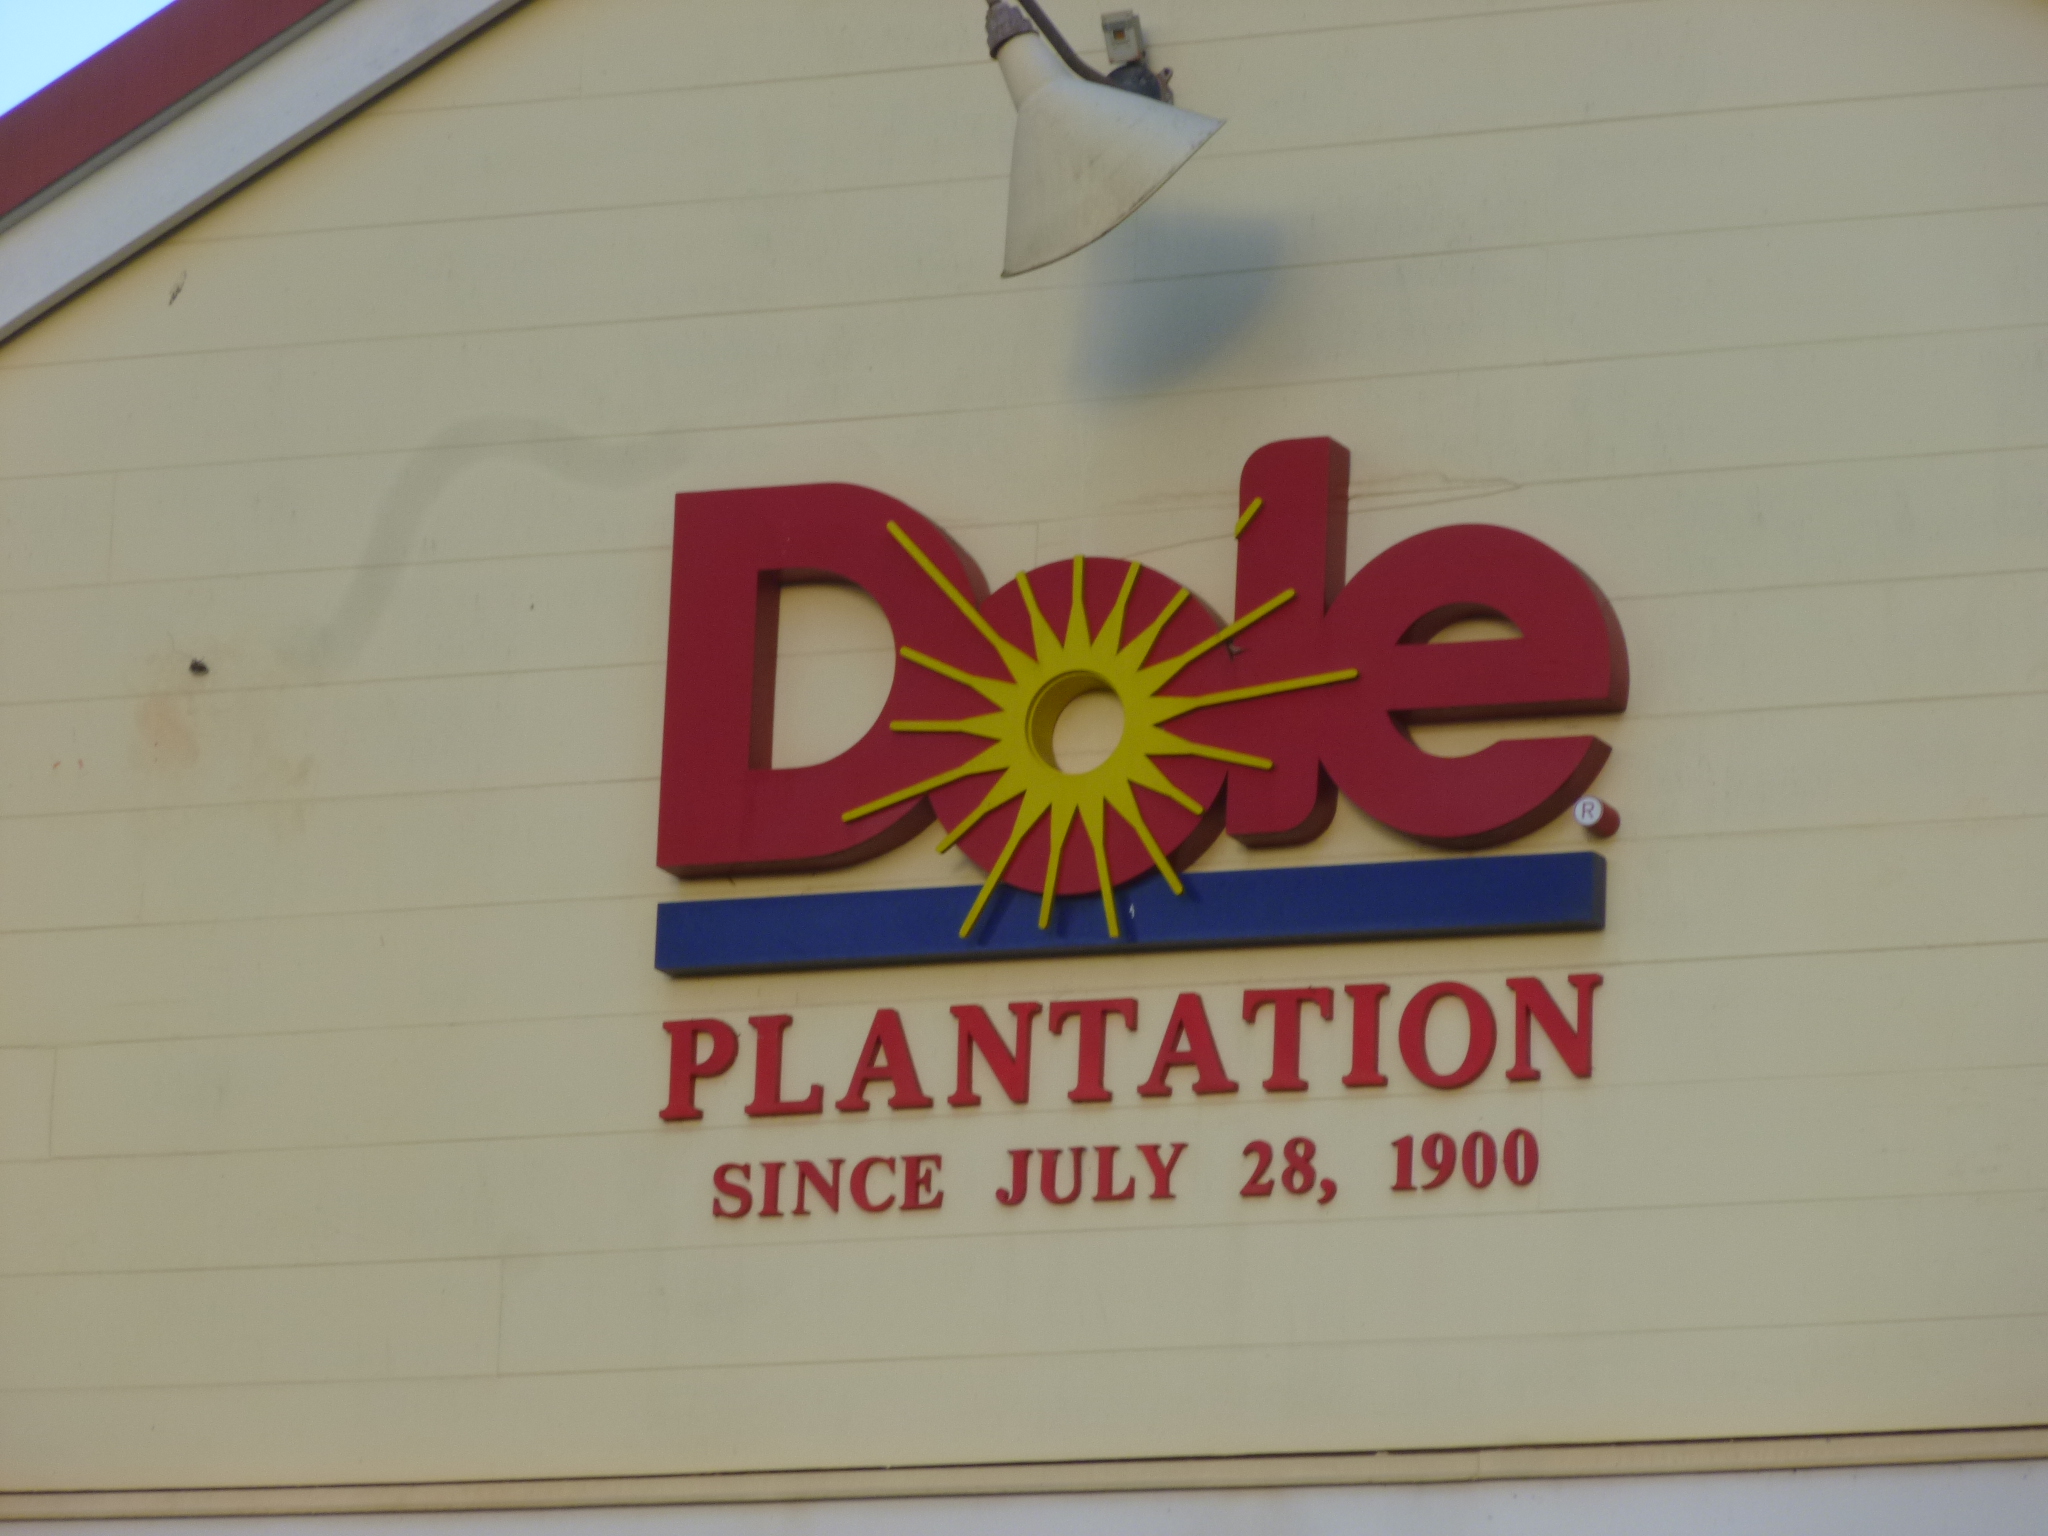 Dole®
PLANTATION
SINCE JULY 28, 1900